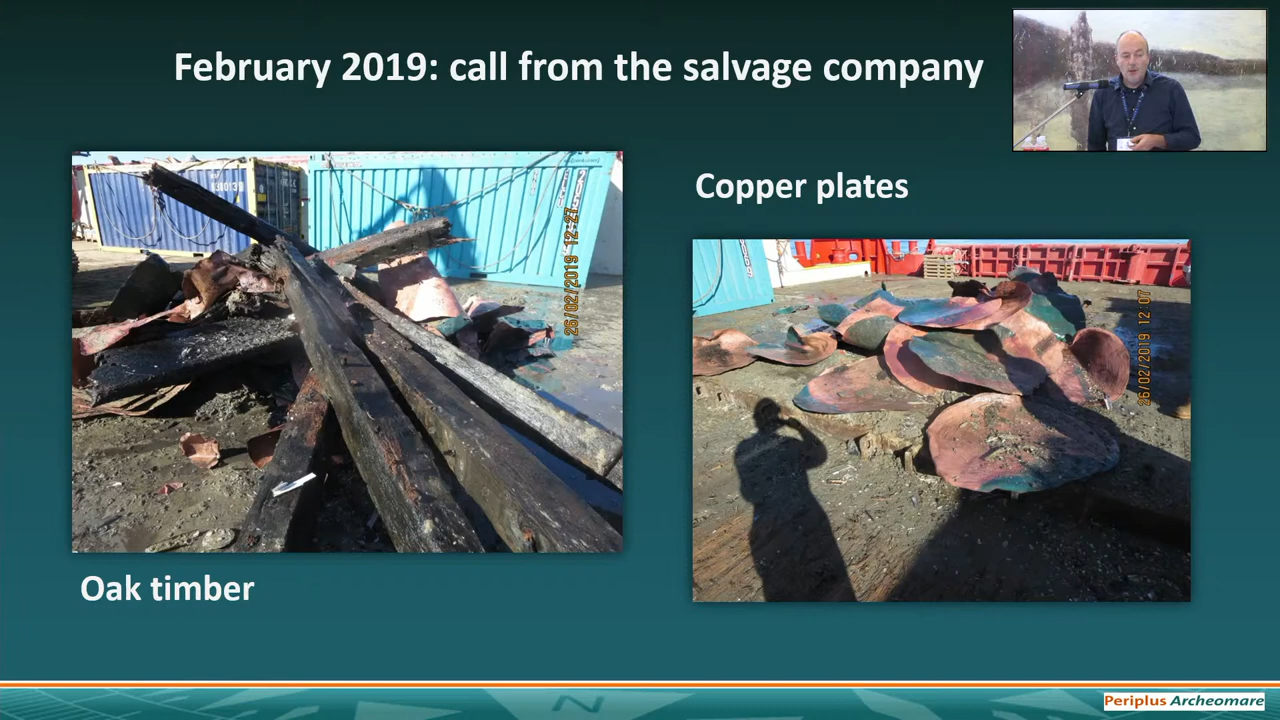 February 2019: call from the salvage company
Copper plates
26/02/2019 12:27
26/02/2019 12:07
Oak timber
Periplus Archeomare